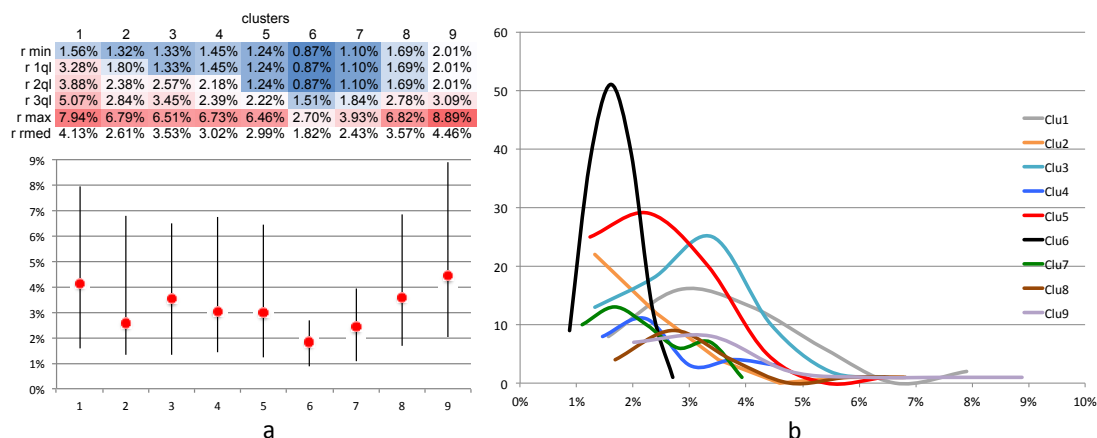 clusters
1 2 3 4 5 6 7 8 9
r min 1.56% 1.32% 1.33% 1.45% 1.24% 0.87% 1.10% 1.69% 2.01%
r 1ql 3.28% 1.80% 1.33% 1.45% 1.24% 0.87% 1.10% 1.69% 2.01%
r 2ql 3.88% 2.38% 2.57% 2.18% 1.24% 0.87% 1.10% 1.69% 2.01%
r 3ql 5.07% 2.84% 3.45% 2.39% 2.22% 1.51% 1.84% 2.78% 3.09%
r max 7.94% 6.79% 6.51% 6.73% 6.46% 2.70% 3.93% 6.82% 8.89%
r rmed 4.13% 2.61% 3.53% 3.02% 2.99% 1.82% 2.43% 3.57% 4.46%
9%
8%
7%
6%
5%
4%
3%
2%
1%
0%
1 2 3 4 5 6 7 8 9
a
60
50
40
30
20
10
0
0% 1% 2% 3% 4% 5% 6% 7% 8% 9% 10%
Clu1
Clu2
Clu3
Clu4
Clu5
Clu6
Clu7
Clu8
Clu9
b